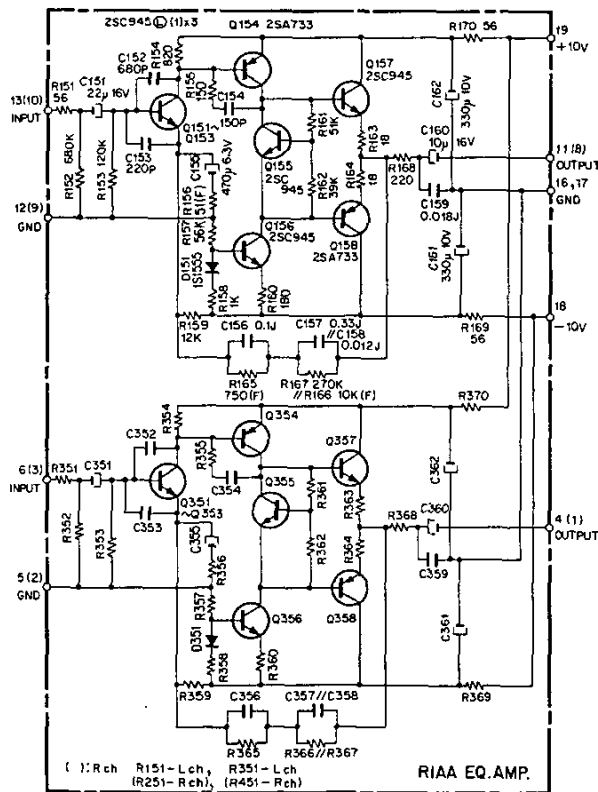 2SC945Ⓛ(1)x3
Q154 2SA733
R170 56
19
+10V
R154
820
C152
680P
R155
150
Q157
2SC945
C162
330μ 10V
R151
56
C151
22μ 16V
C154
150P
R161
51K
R163
18
C160
10μ
16V
13(10)
INPUT
Q151~
Q153
11(8)
OUTPUT
R152 680K
R153 120K
C153
220P
C155
470μ 6.3V
Q155
2SC
945
R162
39K
R164
18
R168
220
16,17
GND
C159
0.018J
R156
51(F)
12(9)
GND
R157
56K
Q156
2SC945
Q158
2SA733
C161
330μ 10V
D151
1S1555
R158
1K
R160
180
18
-10V
R159
12K
C156
0.1J
C157
0.33J
//C158
0.012J
R169
56
R165
750(F)
R167 270K
//R166 10K(F)
R354
Q354
R370
C352
R355
Q357
C362
6(3)
INPUT
R351
C351
C354
Q355
R361
R363
C360
R368
4(1)
OUTPUT
Q351
~Q353
R352
R353
C353
C355
R362
R364
C359
R356
5(2)
GND
R357
Q356
Q358
C361
D351
R358
R360
R359
C356
C357//C358
R369
R365
R366//R367
( ):Rch R151-Lch, R351-Lch
(R251-Rch), (R451-Rch)
RIAA EQ.AMP.